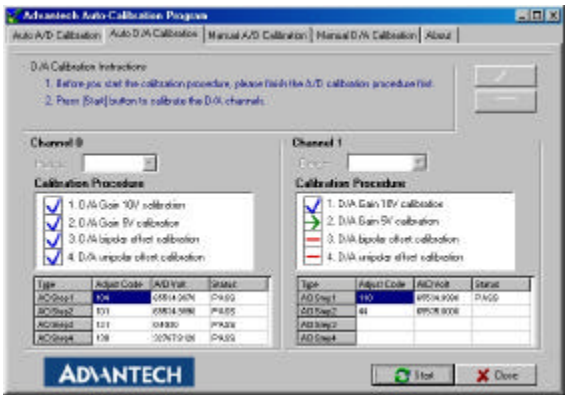 Advantech Auto-Calibration Program
Auto A/D Calibration Auto D/A Calibration Manual A/D Calibration Manual D/A Calibration About
D/A Calibration Instructions
1. Before you start the calibration procedure, please finish the A/D calibration procedure first.
2. Press [Start] button to calibrate the D/A channels.
Channel 0
Calibration Procedure
1. D/A Gain 10V calibration
2. D/A Gain 5V calibration
3. D/A bipolar offset calibration
4. D/A unipolar offset calibration
Type Adjust Code A/D Volt Status
AO Step1 104 PASS
AO Step2 101 PASS
AO Step3 131 PASS
AO Step4 138 PASS
Channel 1
Calibration Procedure
1. D/A Gain 10V calibration
2. D/A Gain 5V calibration
3. D/A bipolar offset calibration
4. D/A unipolar offset calibration
Type Adjust Code A/D Volt Status
AO Step1 110 PASS
AO Step2 44
AO Step3
AO Step4
ADVANTECH
Start
Close